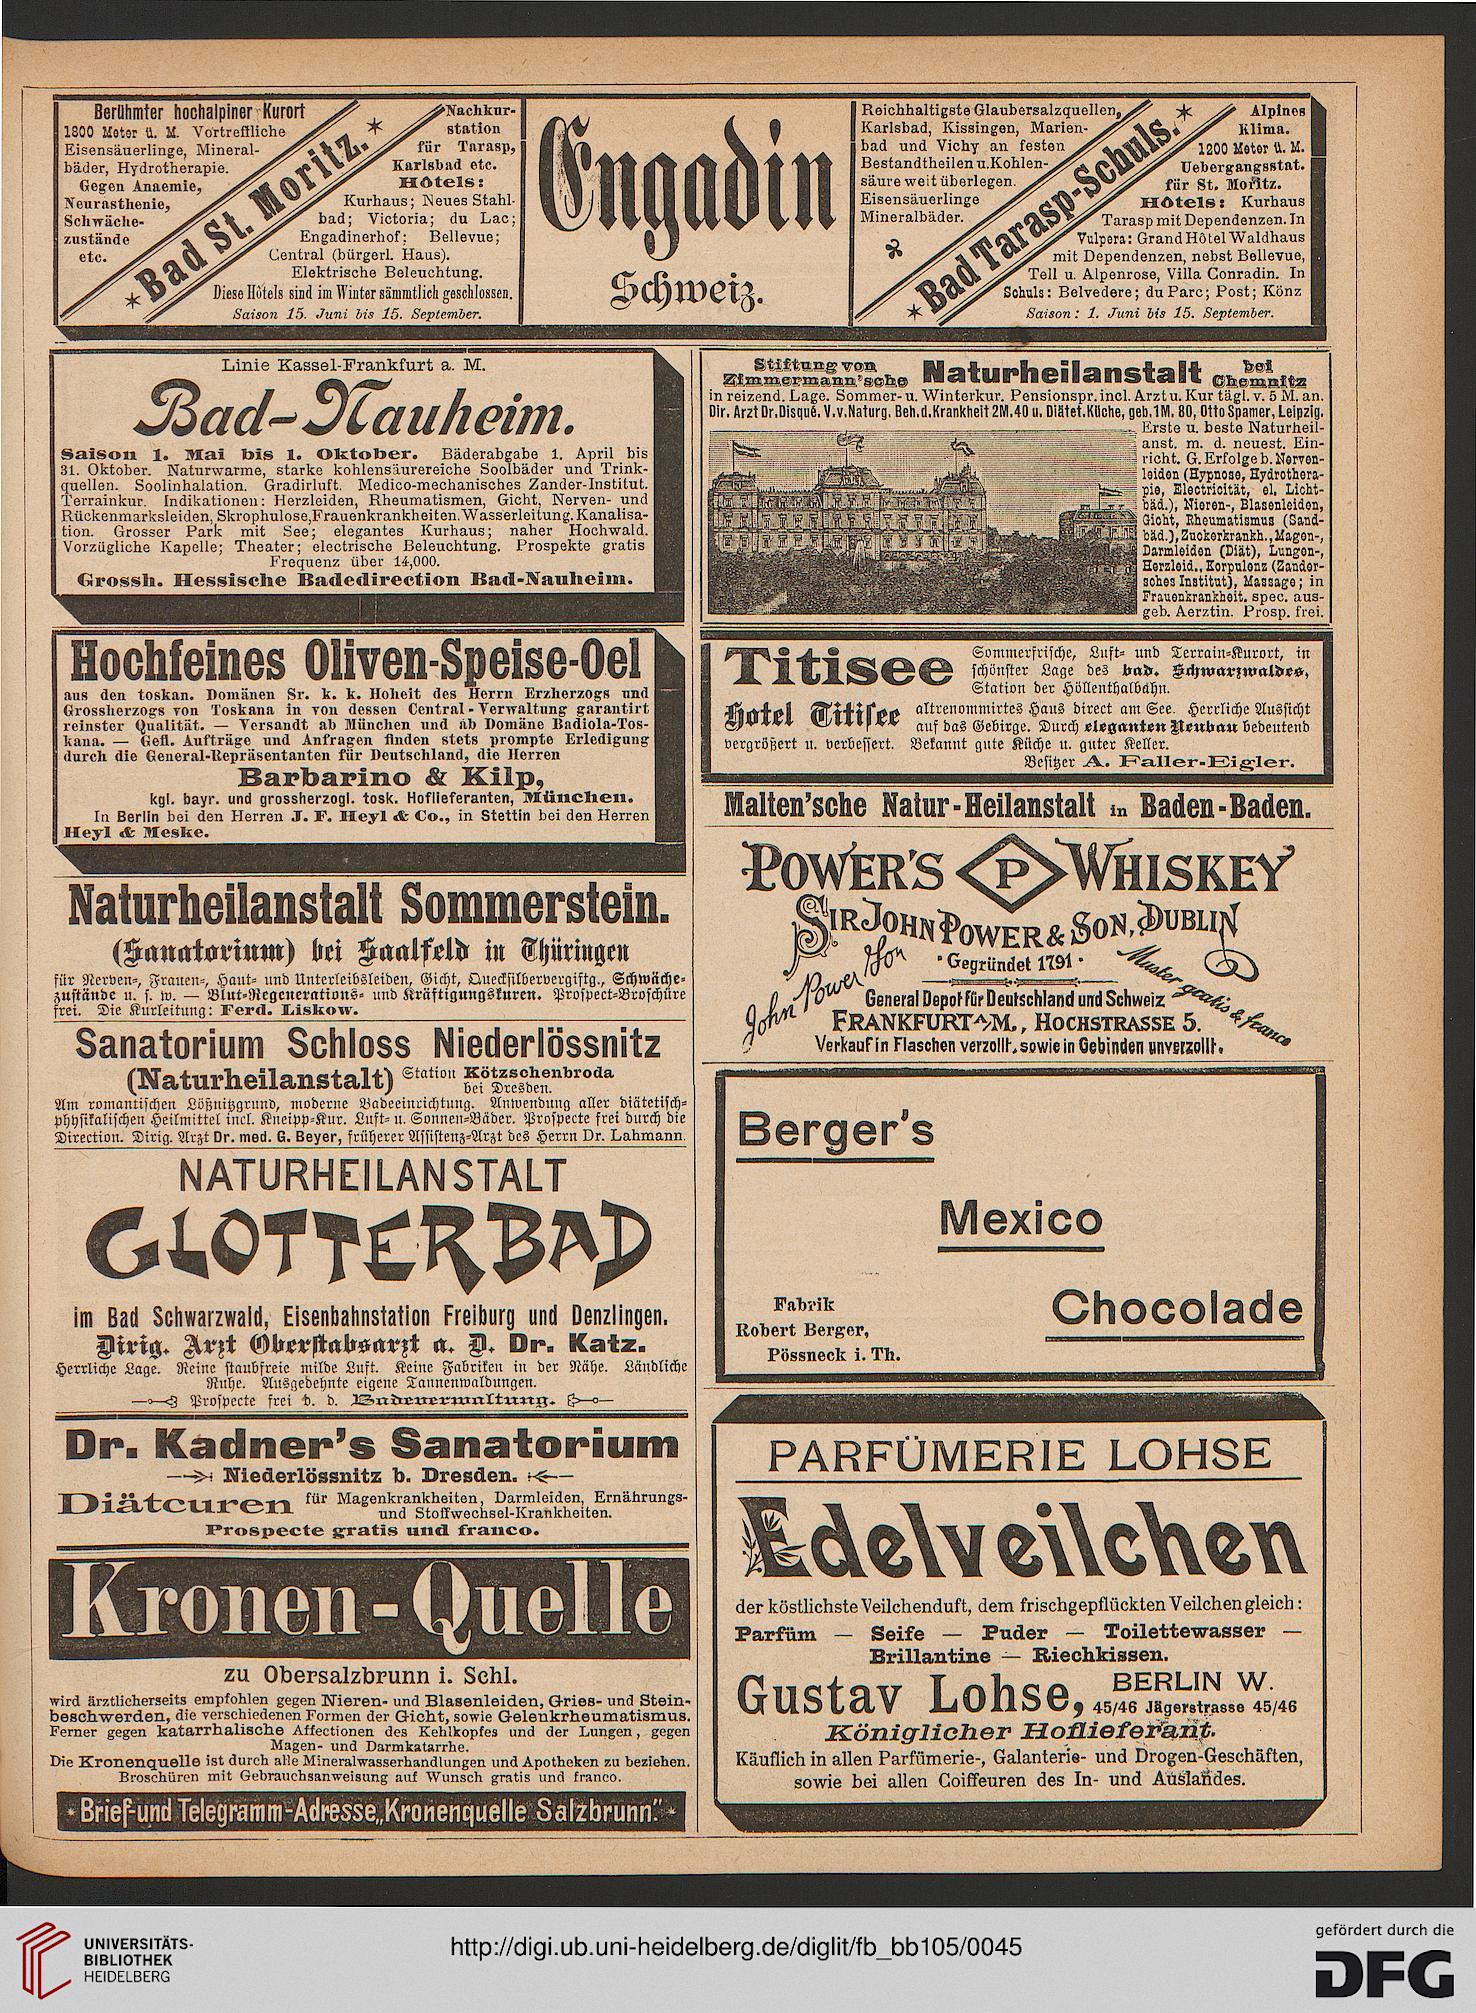 Berühmter hochalpiner Kurort
1800 Meter ü. M. Vortreffliche
Eisensäuerlinge, Mineral-
bäder, Hydrotherapie.
Gegen Anaemie,
Neurasthenie,
Schwäche-
zustände
etc.
* Bad St. Moritz. *
Nachkur-
station
für Tarasp,
Karlsbad etc.
Hôtels:
Kurhaus; Neues Stahl-
bad; Victoria; du Lac;
Engadinerhof; Bellevue;
Central (bürgerl. Haus).
Elektrische Beleuchtung.
Diese Hôtels sind im Winter sämmtlich geschlossen.
Saison 15. Juni bis 15. September.
Engadin
Schweiz.
Reichhaltigste Glaubersalzquellen,
Karlsbad, Kissingen, Marien-
bad und Vichy an festen
Bestandtheilen u. Kohlen-
säure weit überlegen.
Eisensäuerlinge
Mineralbäder.
* Bad Tarasp-Schuls. *
Alpines
Klima.
1200 Meter ü. M.
Uebergangsstat.
für St. Moritz.
Hôtels: Kurhaus
Tarasp mit Dependenzen. In
Vulpera: Grand Hôtel Waldhaus
mit Dependenzen, nebst Bellevue,
Tell u. Alpenrose, Villa Conradin. In
Schuls: Belvedere; du Parc; Post; Könz
Saison: 1. Juni bis 15. September.
Linie Kassel-Frankfurt a. M.
Bad-Nauheim.
Saison 1. Mai bis 1. Oktober. Bäderabgabe 1. April bis
31. Oktober. Naturwarme, starke kohlensäurereiche Soolbäder und Trink-
quellen. Soolinhalation. Gradirluft. Medico-mechanisches Zander-Institut.
Terrainkur. Indikationen: Herzleiden, Rheumatismen, Gicht, Nerven- und
Rückenmarksleiden, Skrophulose, Frauenkrankheiten. Wasserleitung. Kanalisa-
tion. Grosser Park mit See; elegantes Kurhaus; naher Hochwald.
Vorzügliche Kapelle; Theater; electrische Beleuchtung. Prospekte gratis
Frequenz über 14,000.
Grossh. Hessische Badedirection Bad-Nauheim.
Hochfeines Oliven-Speise-Oel
aus den toskan. Domänen Sr. k. k. Hoheit des Herrn Erzherzogs und
Grossherzogs von Toskana in von dessen Central-Verwaltung garantirt
reinster Qualität. — Versandt ab München und ab Domäne Badiola-Tos-
kana. — Gefl. Aufträge und Anfragen finden stets prompte Erledigung
durch die General-Repräsentanten für Deutschland, die Herren
Barbarino & Kilp,
kgl. bayr. und grossherzogl. tosk. Hoflieferanten, München.
In Berlin bei den Herren J. F. Heyl & Co., in Stettin bei den Herren
Heyl & Meske.
Naturheilanstalt Sommerstein.
(Sanatorium) bei Saalfeld in Thüringen
für Nerven-, Frauen-, Haut- und Unterleibsleiden, Gicht, Quecksilbervergiftg., Schwäche-
zustände u. s. w. — Blut-Regenerations- und Kräftigungskuren. Prospect-Broschüre
frei. Die Kurleitung: Ferd. Liskow.
Sanatorium Schloss Niederlössnitz
(Naturheilanstalt) Station Kötzschenbroda
bei Dresden.
Am romantischen Lößnitzgrund, moderne Badeeinrichtung. Anwendung aller diätetisch-
physikalischen Heilmittel incl. Kneipp-Kur. Luft- u. Sonnen-Bäder. Prospecte frei durch die
Direction. Dirig. Arzt Dr. med. G. Beyer, früherer Assistenz-Arzt des Herrn Dr. Lahmann.
NATURHEILANSTALT
GLOTTERBAD
im Bad Schwarzwald, Eisenbahnstation Freiburg und Denzlingen.
Dirig. Arzt Oberstabsarzt a. D. Dr. Katz.
Herrliche Lage. Reine staubfreie milde Luft. Keine Fabriken in der Nähe. Ländliche
Ruhe. Ausgedehnte eigene Tannenwaldungen.
Prospecte frei d. d. Badeverwaltung.
Dr. Kadner's Sanatorium
Niederlössnitz b. Dresden.
Diätcuren für Magenkrankheiten, Darmleiden, Ernährungs-
und Stoffwechsel-Krankheiten.
Prospecte gratis und franco.
Kronen-Quelle
zu Obersalzbrunn i. Schl.
wird ärztlicherseits empfohlen gegen Nieren- und Blasenleiden, Gries- und Stein-
beschwerden, die verschiedenen Formen der Gicht, sowie Gelenkrheumatismus.
Ferner gegen katarrhalische Affectionen des Kehlkopfes und der Lungen, gegen
Magen- und Darmkatarrhe.
Die Kronenquelle ist durch alle Mineralwasserhandlungen und Apotheken zu beziehen.
Broschüren mit Gebrauchsanweisung auf Wunsch gratis und franco.
* Brief- und Telegramm-Adresse „Kronenquelle Salzbrunn." *
Stiftung von
Zimmermann'sche Naturheilanstalt bei
Chemnitz
in reizend. Lage. Sommer- u. Winterkur. Pensionspr. incl. Arzt u. Kur tägl. v. 5 M. an.
Dir. Arzt Dr. Disqué. V. v. Naturg. Beh. d. Krankheit 2M. 40 u. Diätet. Küche, geb. 1M. 80, Otto Spamer, Leipzig.
Erste u. beste Naturheil-
anst. m. d. neuest. Ein-
richt. G. Erfolge b. Nerven-
leiden (Hypnose, Hydrothera-
pie, Electricität, el. Licht-
bäd.), Nieren-, Blasenleiden,
Gicht, Rheumatismus (Sand-
bäd.), Zuckerkrankh., Magen-,
Darmleiden (Diät), Lungen-,
Herzleid., Korpulenz (Zander-
sches Institut), Massage; in
Frauenkrankheit. spec. aus-
geb. Aerztin. Prosp. frei.
Titisee
Sommerfrische, Luft- und Terrain-Kurort, in
schönster Lage des bad. Schwarzwaldes,
Station der Höllenthalbahn.
Hotel Titisee altrenommirtes Haus direct am See. Herrliche Aussicht
auf das Gebirge. Durch eleganten Neubau bedeutend
vergrößert u. verbessert. Bekannt gute Küche u. guter Keller.
Besitzer A. Faller-Eigler.
Malten'sche Natur-Heilanstalt in Baden-Baden.
POWER'S P WHISKEY
SIR JOHN POWER & SON, DUBLIN
Gegründet 1791
John Power & Son
Muster gratis & franco
General Depot für Deutschland und Schweiz
FRANKFURT A/M., HOCHSTRASSE 5.
Verkauf in Flaschen verzollt, sowie in Gebinden unverzollt.
Berger's
Mexico
Chocolade
Fabrik
Robert Berger,
Pössneck i. Th.
PARFÜMERIE LOHSE
Edelveilchen
der köstlichste Veilchenduft, dem frischgepflückten Veilchen gleich:
Parfüm — Seife — Puder — Toilettewasser —
Brillantine — Riechkissen.
Gustav Lohse, BERLIN W.
45/46 Jägerstrasse 45/46
Königlicher Hoflieferant.
Käuflich in allen Parfümerie-, Galanterie- und Drogen-Geschäften,
sowie bei allen Coiffeuren des In- und Auslandes.
UNIVERSITÄTS-
BIBLIOTHEK
HEIDELBERG
http://digi.ub.uni-heidelberg.de/diglit/fb_bb105/0045
gefördert durch die
DFG